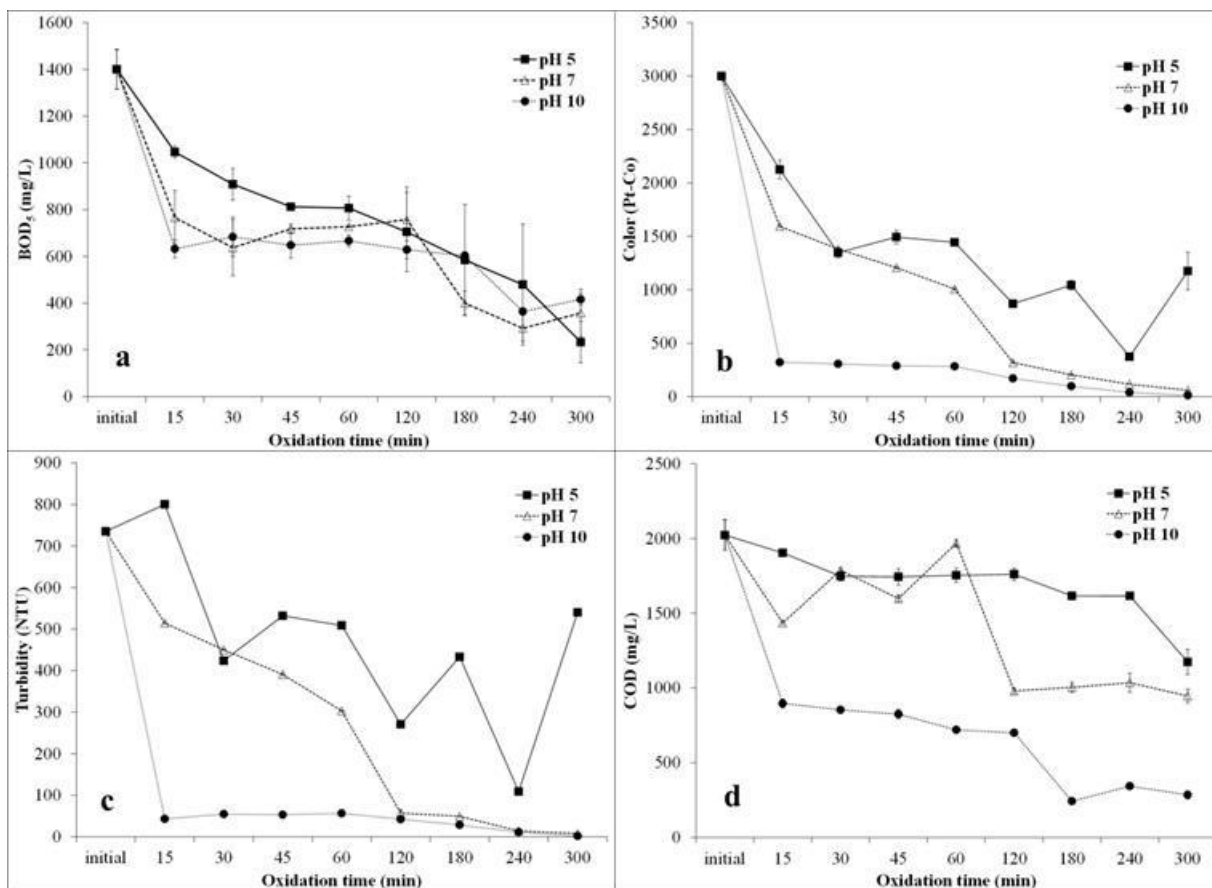 1600
1400
1200
1000
800
600
400
200
0
BOD5 (mg/L)
pH 5
pH 7
pH 10
a
initial 15 30 45 60 120 180 240 300
Oxidation time (min)
3500
3000
2500
2000
1500
1000
500
0
Color (Pt-Co)
pH 5
pH 7
pH 10
b
initial 15 30 45 60 120 180 240 300
Oxidation time (min)
900
800
700
600
500
400
300
200
100
0
Turbidity (NTU)
pH 5
pH 7
pH 10
c
initial 15 30 45 60 120 180 240 300
Oxidation time (min)
2500
2000
1500
1000
500
0
COD (mg/L)
pH 5
pH 7
pH 10
d
initial 15 30 45 60 120 180 240 300
Oxidation time (min)